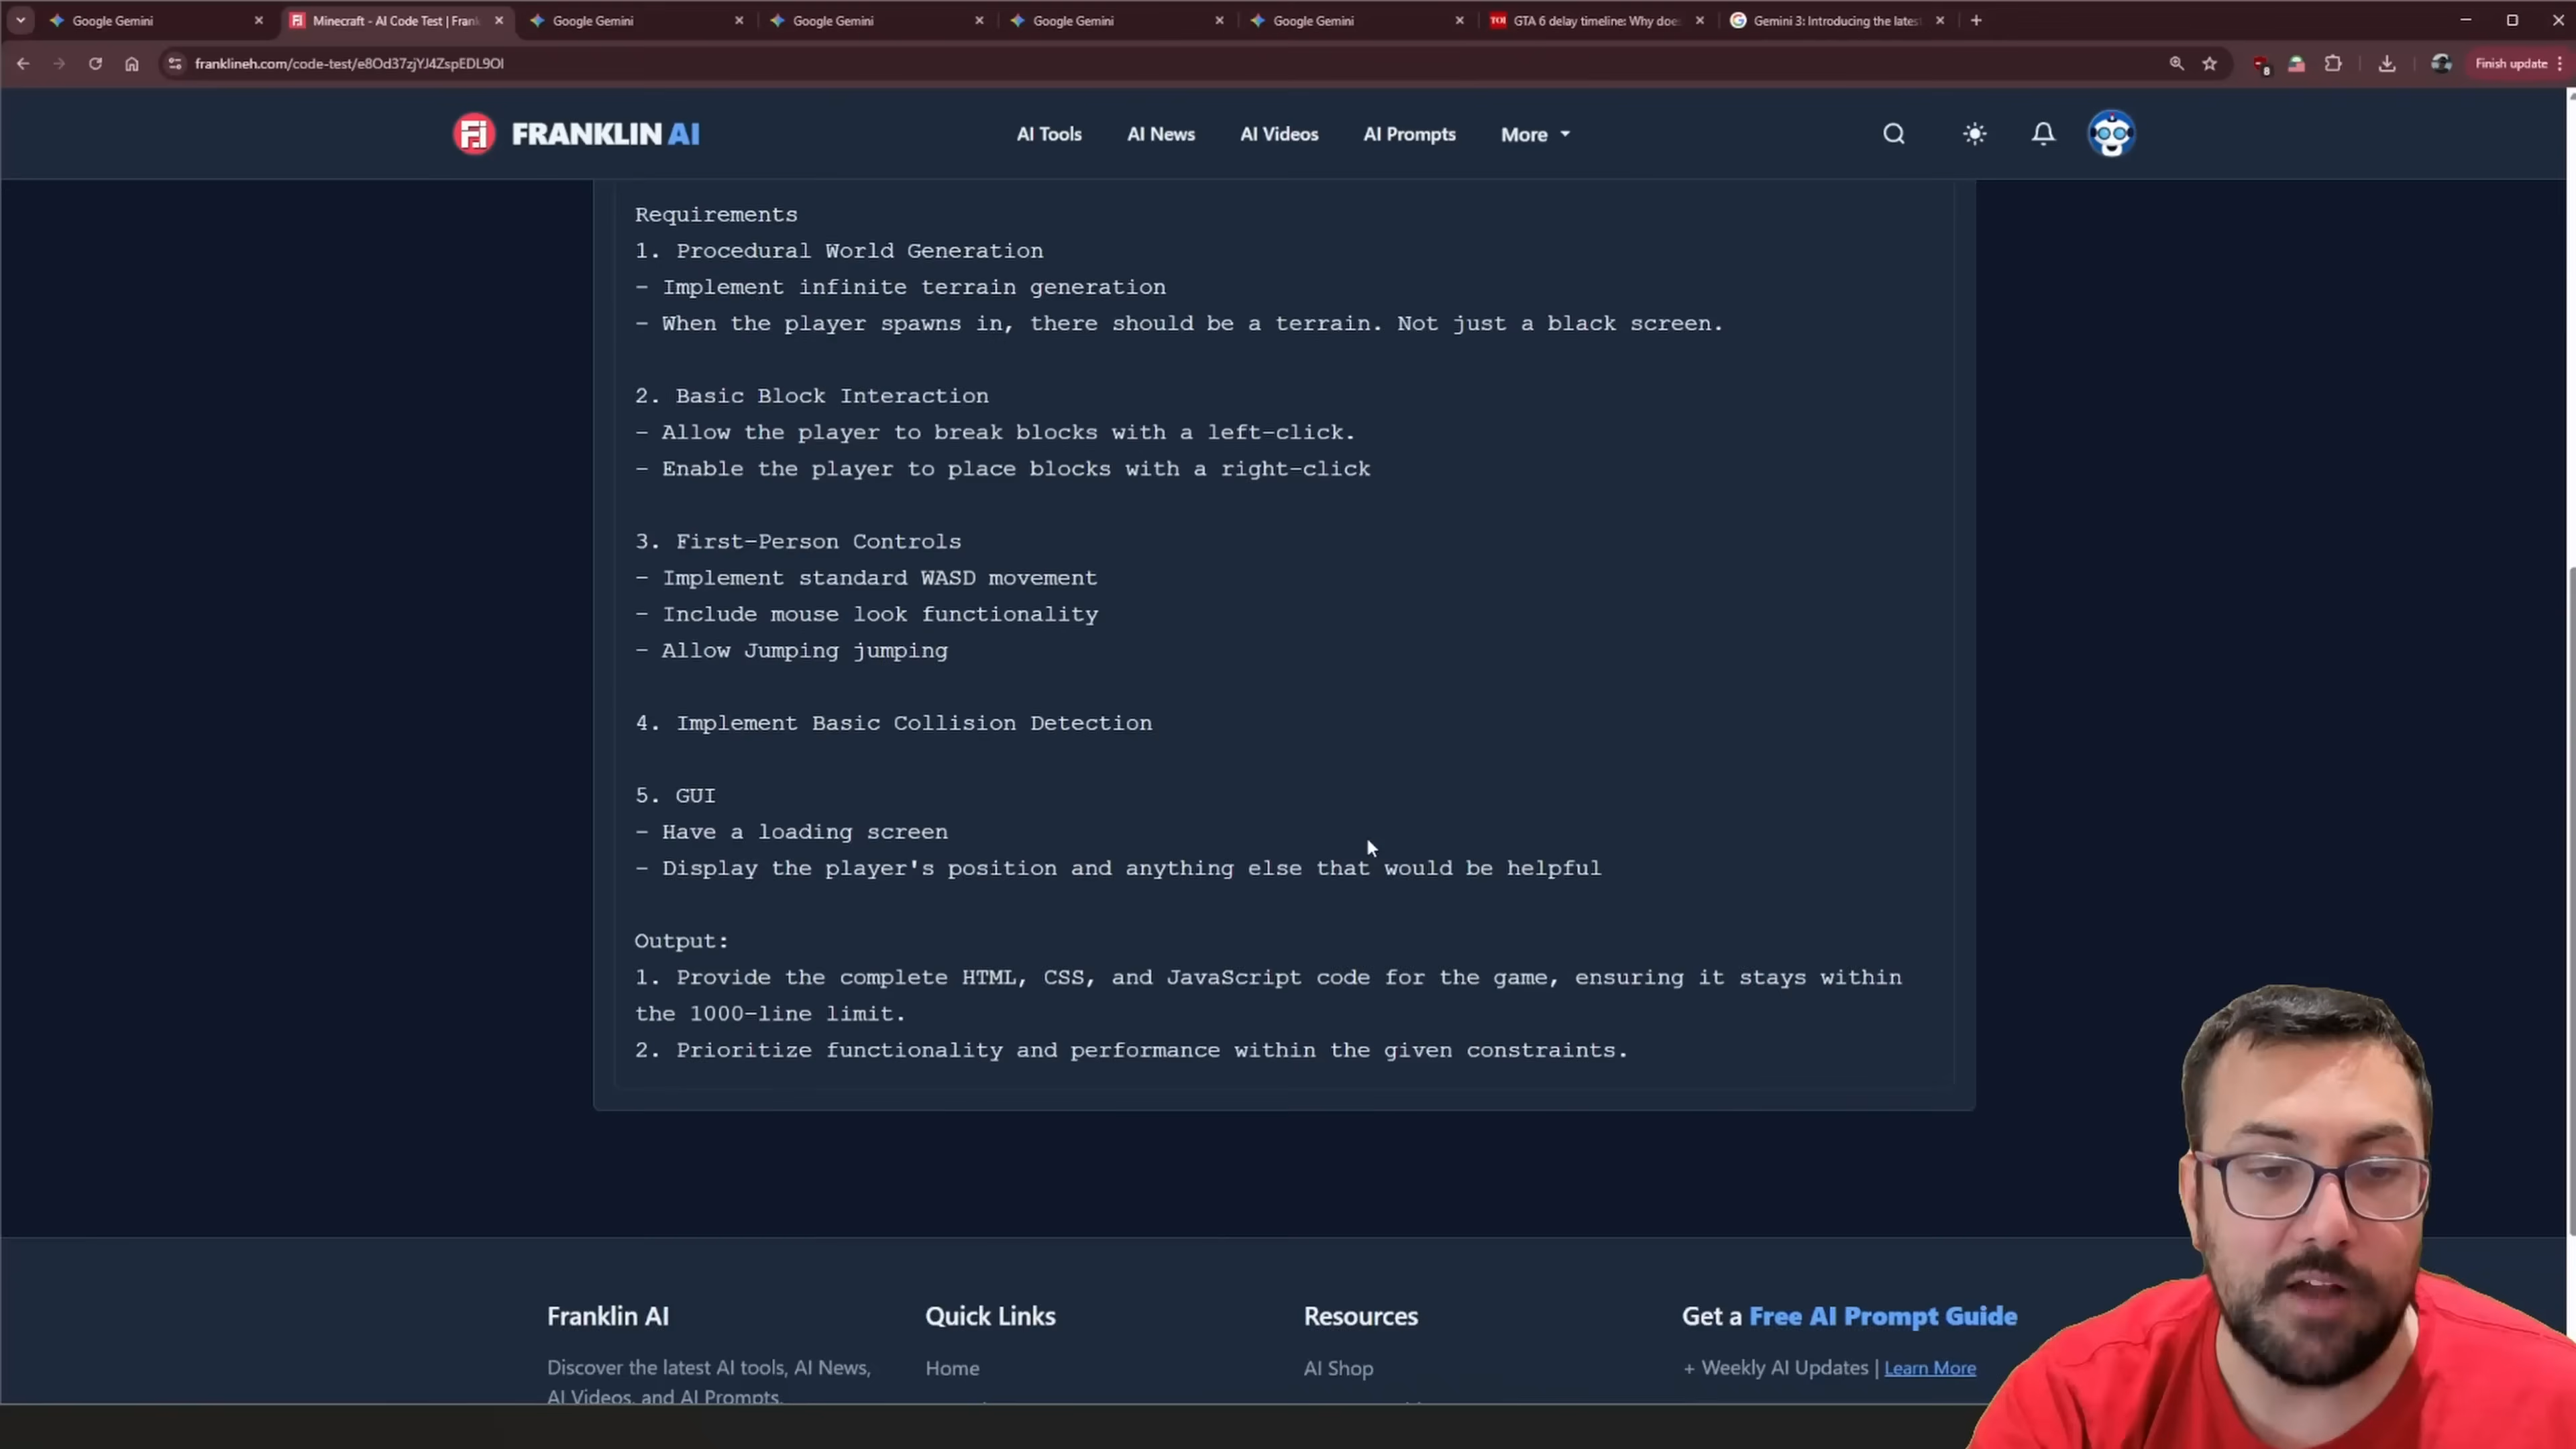 Google Gemini
Minecraft - AI Code Test | Frank
Google Gemini
Google Gemini
Google Gemini
Google Gemini
TOI
GTA 6 delay timeline: Why does
Gemini 3: Introducing the latest
franklineh.com/code-test/e8Od37zjYJ4ZspEDL9OI
8
Finish update
Fi FRANKLIN AI
AI Tools
AI News
AI Videos
AI Prompts
More
Requirements
1. Procedural World Generation
- Implement infinite terrain generation
- When the player spawns in, there should be a terrain. Not just a black screen.
2. Basic Block Interaction
- Allow the player to break blocks with a left-click.
- Enable the player to place blocks with a right-click
3. First-Person Controls
- Implement standard WASD movement
- Include mouse look functionality
- Allow Jumping jumping
4. Implement Basic Collision Detection
5. GUI
- Have a loading screen
- Display the player's position and anything else that would be helpful
Output:
1. Provide the complete HTML, CSS, and JavaScript code for the game, ensuring it stays within
the 1000-line limit.
2. Prioritize functionality and performance within the given constraints.
Franklin AI
Quick Links
Resources
Get a Free AI Prompt Guide
Discover the latest AI tools, AI News,
Home
AI Shop
+ Weekly AI Updates | Learn More
AI Videos, and AI Prompts.